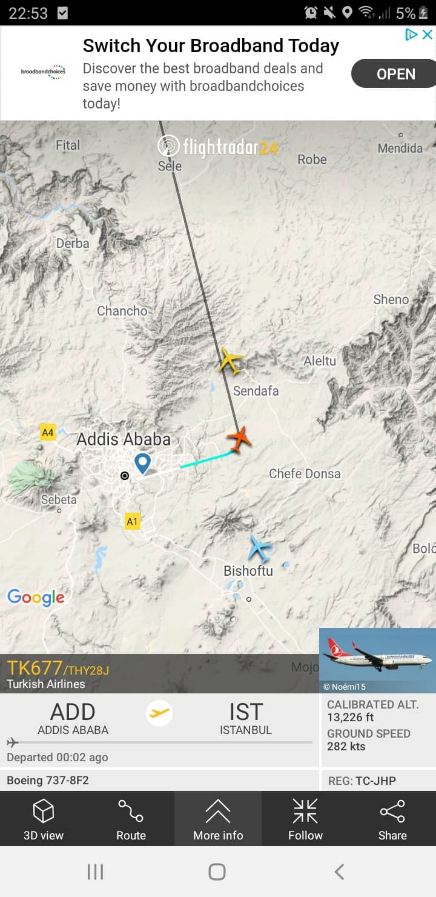 22:53
5%
Switch Your Broadband Today
broadbandchoices
Discover the best broadband deals and
save money with broadbandchoices
today!
OPEN
Fital
flightradar24
Sele
Robe
Mendida
Derba
Chancho
Sheno
Aleltu
Sendafa
A4
Addis Ababa
Chefe Donsa
Sebeta
A1
Bishoftu
Google
Mojo
TK677/THY28J
Turkish Airlines
© Noémi15
ADD
ADDIS ABABA
IST
ISTANBUL
Departed 00:02 ago
CALIBRATED ALT.
13,226 ft
GROUND SPEED
282 kts
Boeing 737-8F2
REG: TC-JHP
3D view
Route
More info
Follow
Share